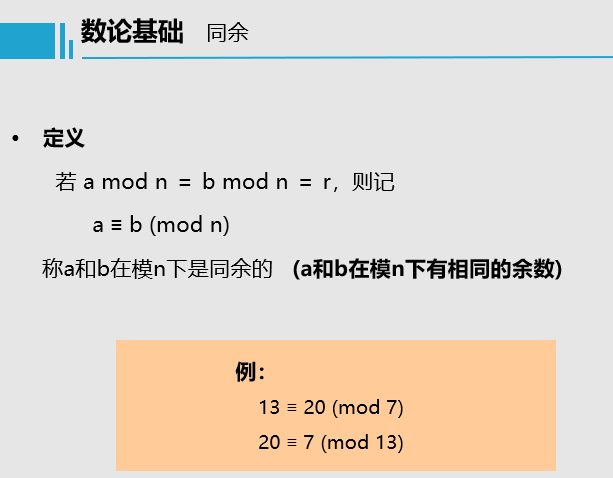 数论基础 同余
• 定义
若 a mod n = b mod n = r，则记
a ≡ b (mod n)
称a和b在模n下是同余的 (a和b在模n下有相同的余数)
例：
13 ≡ 20 (mod 7)
20 ≡ 7 (mod 13)